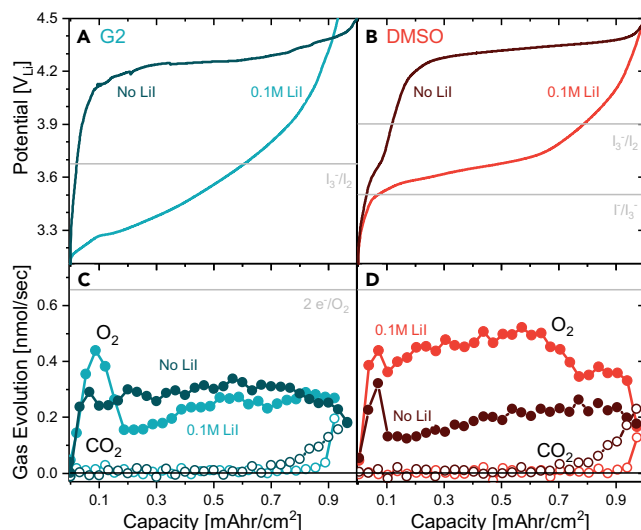 A G2
B DMSO
Potential [V_Li]
4.5
4.2
3.9
3.6
3.3
No LiI
0.1M LiI
I₃⁻/I₂
No LiI
0.1M LiI
I₃⁻/I₂
I⁻/I₃⁻
C
D
Gas Evolution [nmol/sec]
0.6
0.4
0.2
0.0
2 e⁻/O₂
O₂
No LiI
0.1M LiI
CO₂
0.1M LiI
O₂
No LiI
CO₂
0.1 0.3 0.5 0.7 0.9
0.1 0.3 0.5 0.7 0.9
Capacity [mAhr/cm²]
Capacity [mAhr/cm²]